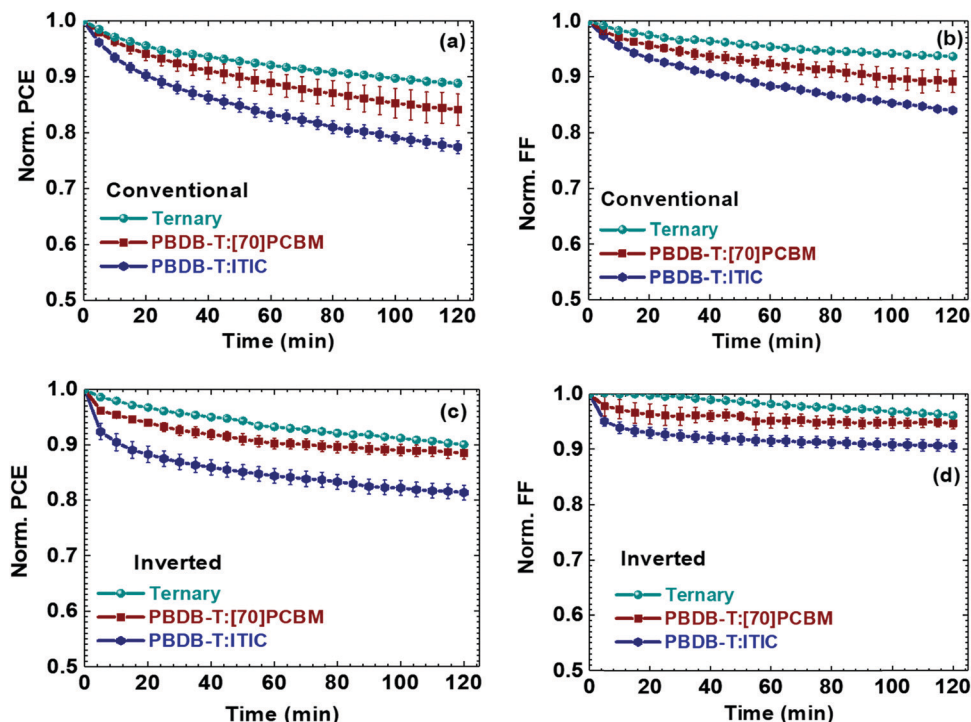 1.0
0.9
0.8
0.7
0.6
0.5
Norm. PCE
(a)
Conventional
Ternary
PBDB-T:[70]PCBM
PBDB-T:ITIC
0 20 40 60 80 100 120
Time (min)
1.0
0.9
0.8
0.7
0.6
0.5
Norm. FF
(b)
Conventional
Ternary
PBDB-T:[70]PCBM
PBDB-T:ITIC
0 20 40 60 80 100 120
Time (min)
1.0
0.9
0.8
0.7
0.6
0.5
Norm. PCE
(c)
Inverted
Ternary
PBDB-T:[70]PCBM
PBDB-T:ITIC
0 20 40 60 80 100 120
Time (min)
1.0
0.9
0.8
0.7
0.6
0.5
Norm. FF
(d)
Inverted
Ternary
PBDB-T:[70]PCBM
PBDB-T:ITIC
0 20 40 60 80 100 120
Time (min)